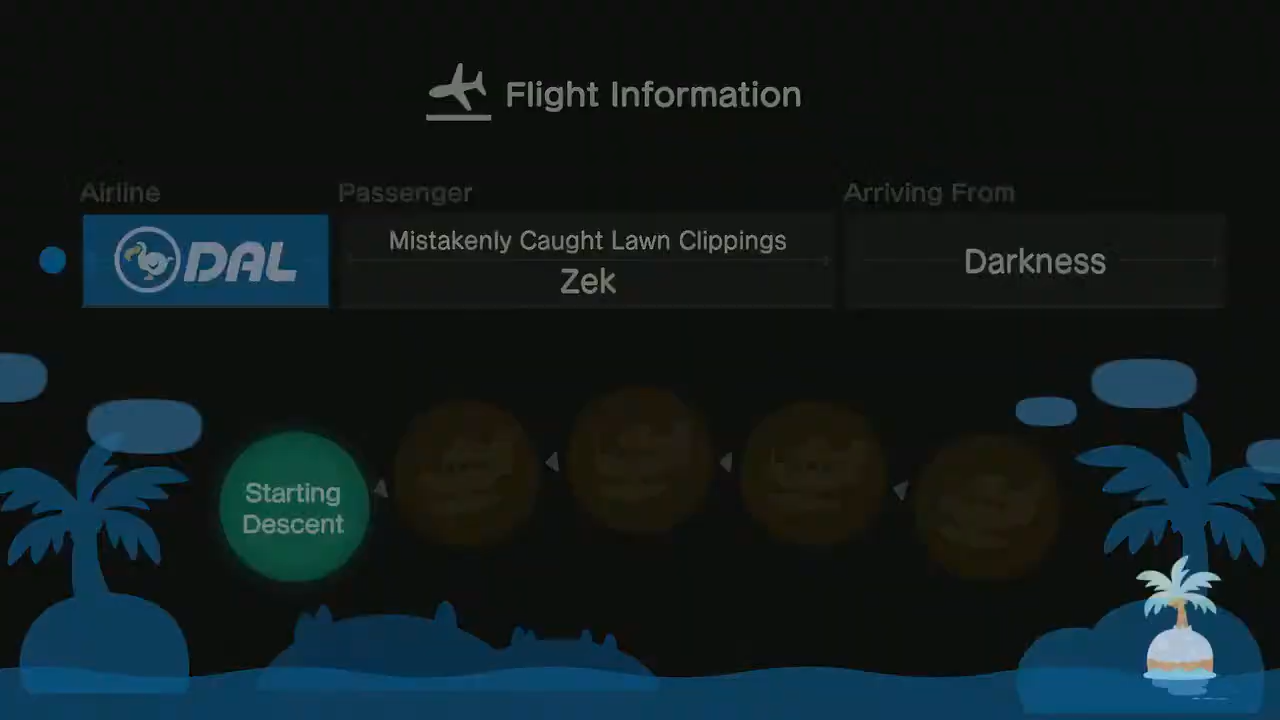 Flight Information
Airline
Passenger
Arriving From
DAL
Mistakenly Caught Lawn Clippings
Zek
Darkness
Starting
Descent